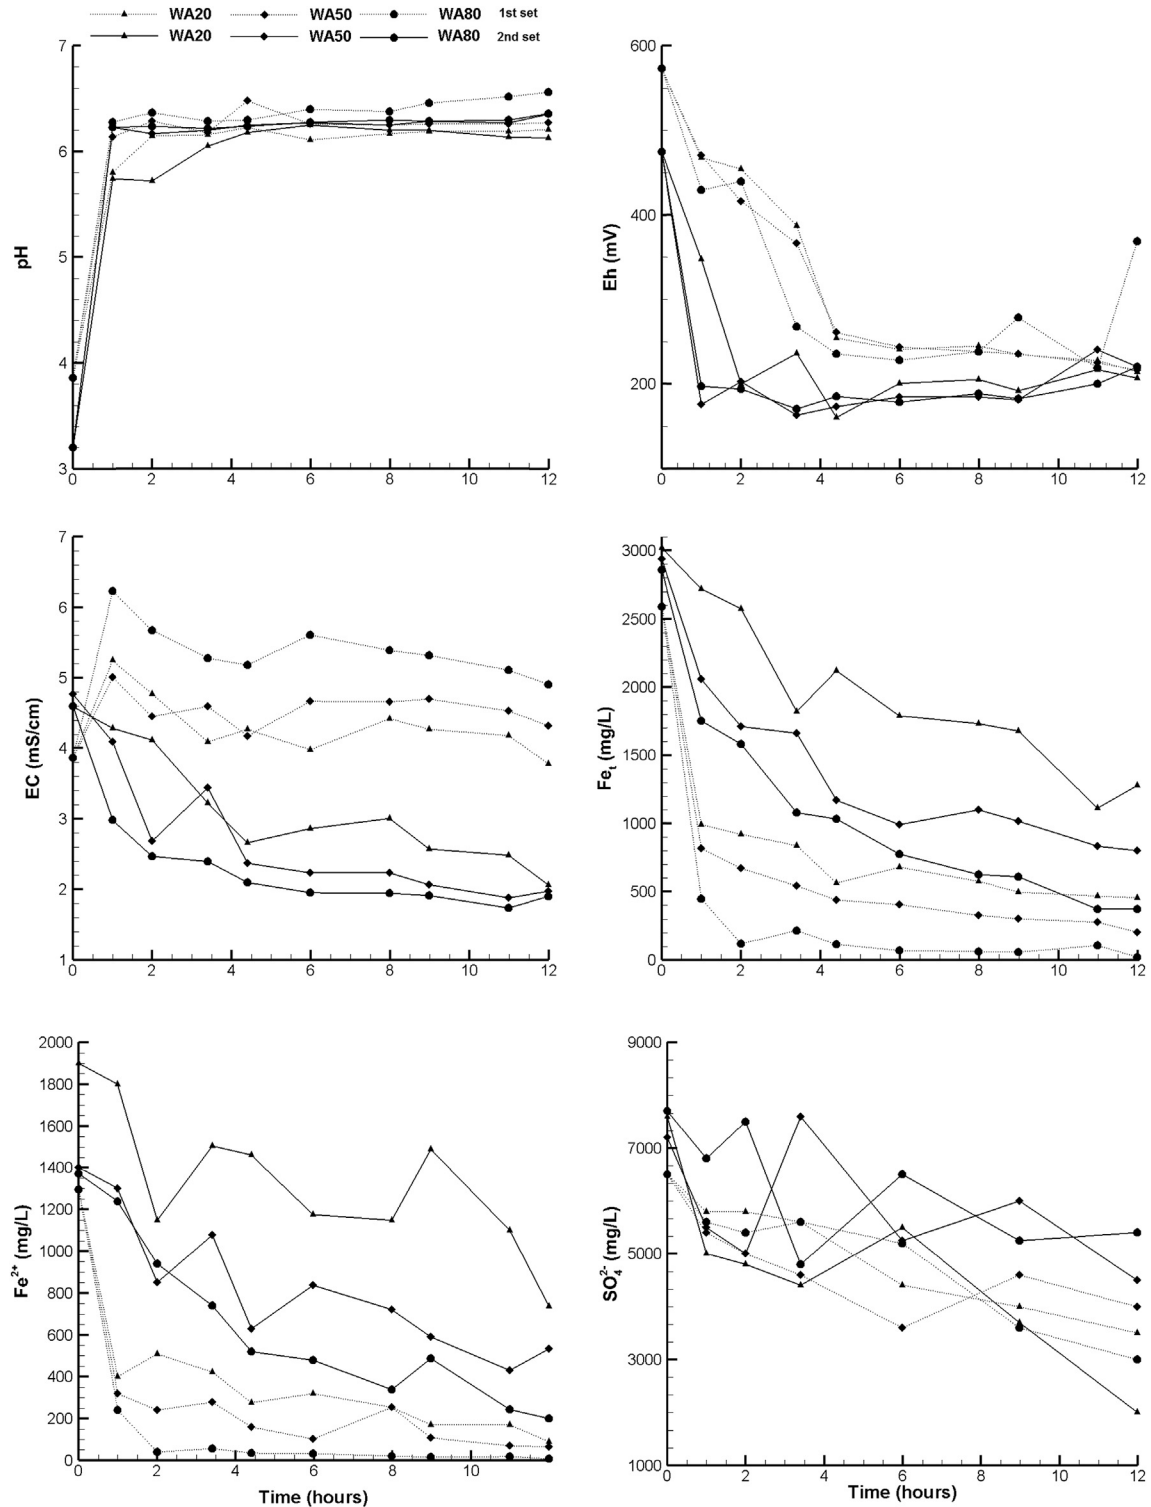 WA20 WA50 WA80 1st set
WA20 WA50 WA80 2nd set
7
6
5
4
3
pH
0 2 4 6 8 10 12
600
400
200
Eh (mV)
0 2 4 6 8 10 12
7
6
5
4
3
2
1
EC (mS/cm)
0 2 4 6 8 10 12
3000
2500
2000
1500
1000
500
0
Feₜ (mg/L)
0 2 4 6 8 10 12
2000
1800
1600
1400
1200
1000
800
600
400
200
0
Fe²⁺ (mg/L)
0 2 4 6 8 10 12
Time (hours)
9000
7000
5000
3000
1000
SO₄²⁻ (mg/L)
0 2 4 6 8 10 12
Time (hours)